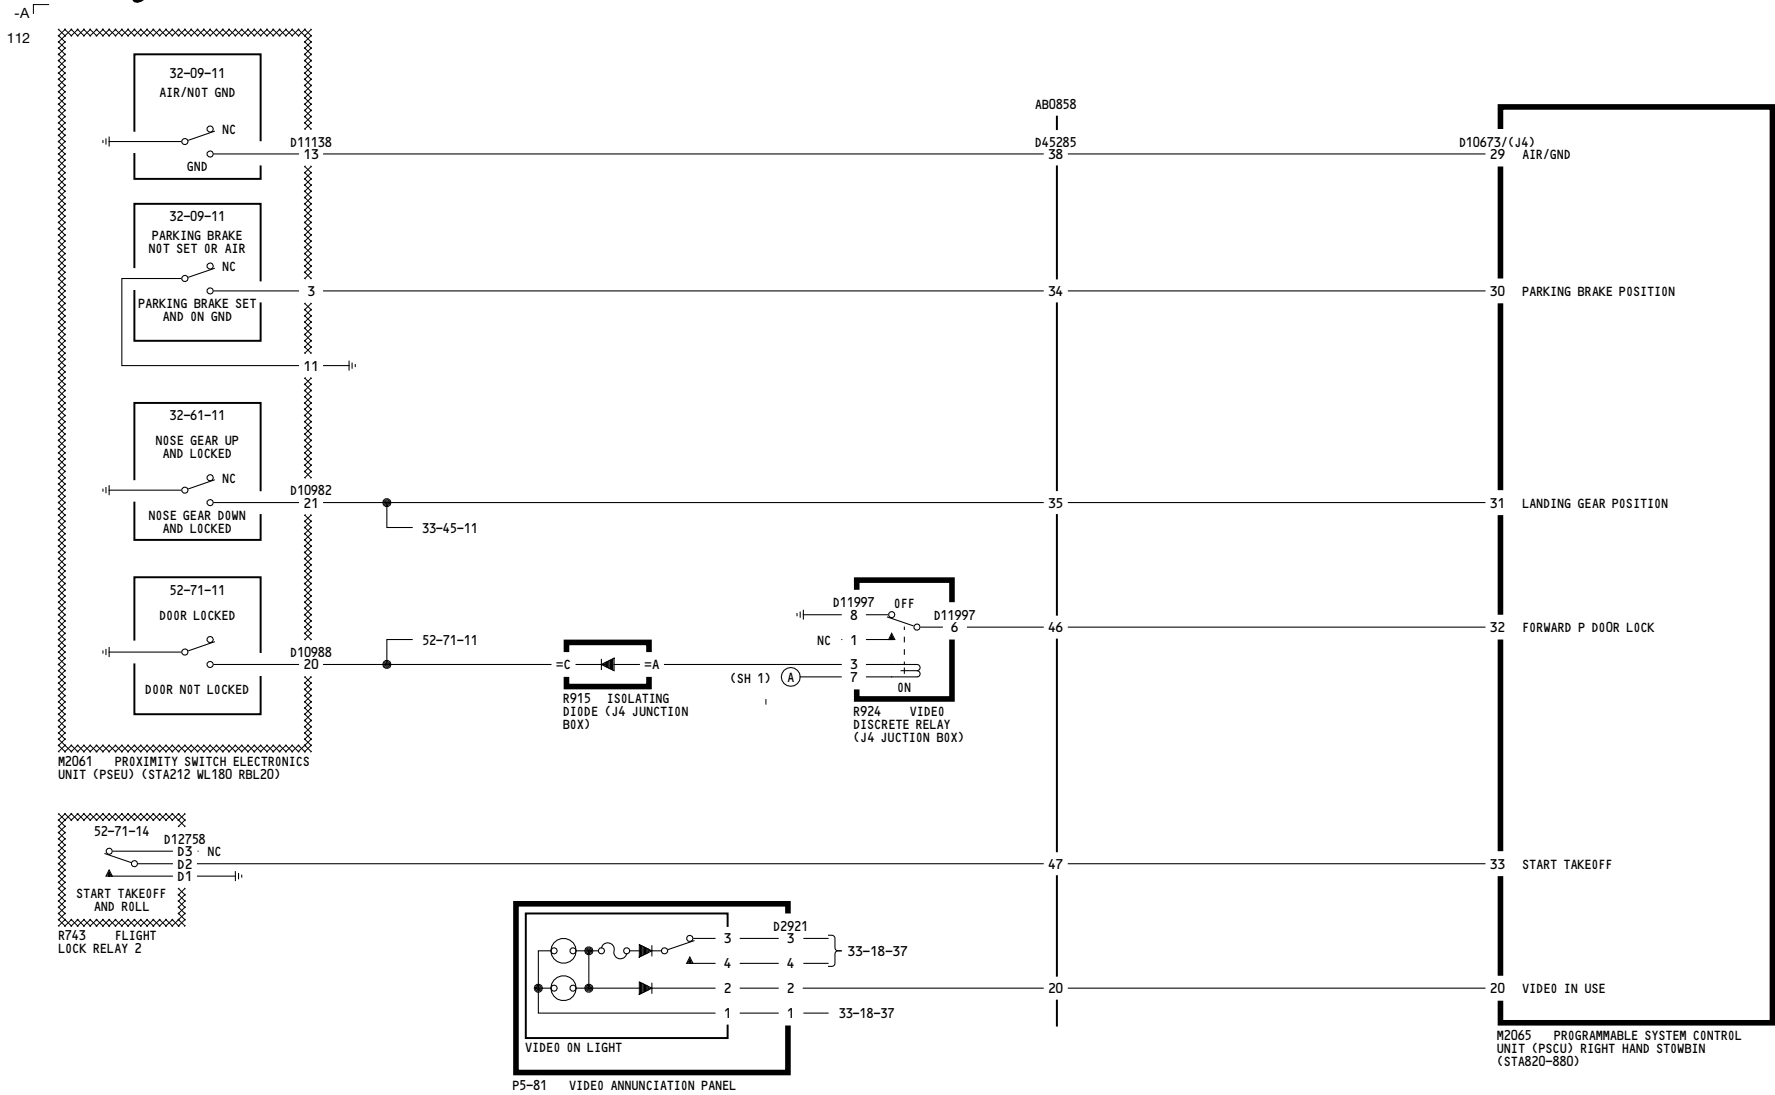 -A
112
32-09-11
AIR/NOT GND
NC
GND
D11138
13
AB0858
D45285
38
D10673/(J4)
29 AIR/GND
32-09-11
PARKING BRAKE
NOT SET OR AIR
NC
PARKING BRAKE SET
AND ON GND
3
34
30 PARKING BRAKE POSITION
11
32-61-11
NOSE GEAR UP
AND LOCKED
NC
NOSE GEAR DOWN
AND LOCKED
D10982
21
33-45-11
35
31 LANDING GEAR POSITION
52-71-11
DOOR LOCKED
DOOR NOT LOCKED
D10988
20
52-71-11
=C
=A
R915 ISOLATING
DIODE (J4 JUNCTION
BOX)
D11997
8
OFF
D11997
6
NC 1
3
(SH 1) A 7
ON
R924 VIDEO
DISCRETE RELAY
(J4 JUCTION BOX)
46
32 FORWARD P DOOR LOCK
M2061 PROXIMITY SWITCH ELECTRONICS
UNIT (PSEU) (STA212 WL180 RBL20)
52-71-14
D12758
D3 NC
D2
D1
START TAKEOFF
AND ROLL
R743 FLIGHT
LOCK RELAY 2
47
33 START TAKEOFF
D2921
3 3
33-18-37
4 4
2 2
20
20 VIDEO IN USE
1 1 33-18-37
VIDEO ON LIGHT
P5-81 VIDEO ANNUNCIATION PANEL
M2065 PROGRAMMABLE SYSTEM CONTROL
UNIT (PSCU) RIGHT HAND STOWBIN
(STA820-880)